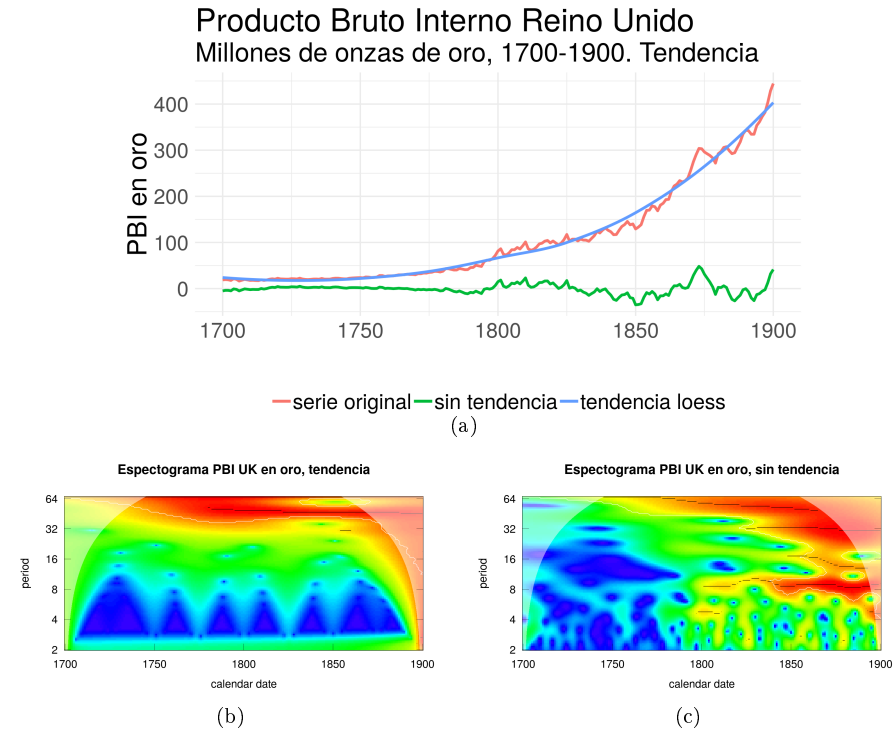 Producto Bruto Interno Reino Unido
Millones de onzas de oro, 1700-1900. Tendencia
PBI en oro
400
300
200
100
0
1700 1750 1800 1850 1900
serie original sin tendencia tendencia loess
(a)
Espectograma PBI UK en oro, tendencia
period
64
32
16
8
4
2
1700 1750 1800 1850 1900
calendar date
(b)
Espectograma PBI UK en oro, sin tendencia
period
64
32
16
8
4
2
1700 1750 1800 1850 1900
calendar date
(c)